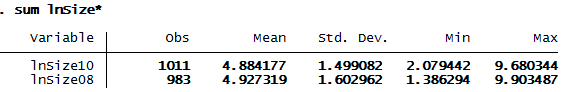 . sum lnSize*
Variable | Obs Mean Std. Dev. Min Max
lnSize10 | 1011 4.884177 1.499082 2.079442 9.680344
lnSize08 | 983 4.927319 1.602962 1.386294 9.903487